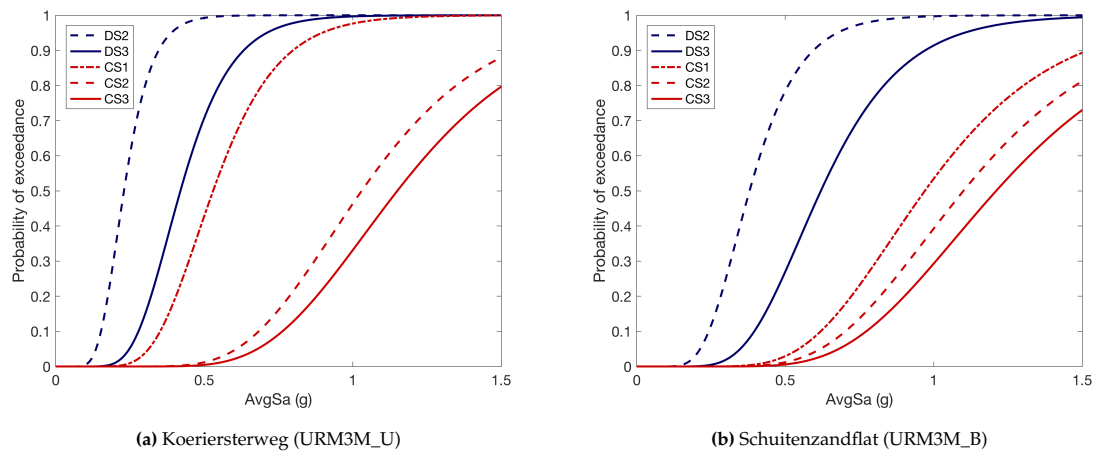 1
0.9
0.8
0.7
0.6
0.5
0.4
0.3
0.2
0.1
0
Probability of exceedance
DS2
DS3
CS1
CS2
CS3
0 0.5 1 1.5
AvgSa (g)
(a) Koeriersterweg (URM3M_U)
1
0.9
0.8
0.7
0.6
0.5
0.4
0.3
0.2
0.1
0
Probability of exceedance
DS2
DS3
CS1
CS2
CS3
0 0.5 1 1.5
AvgSa (g)
(b) Schuitenzandflat (URM3M_B)